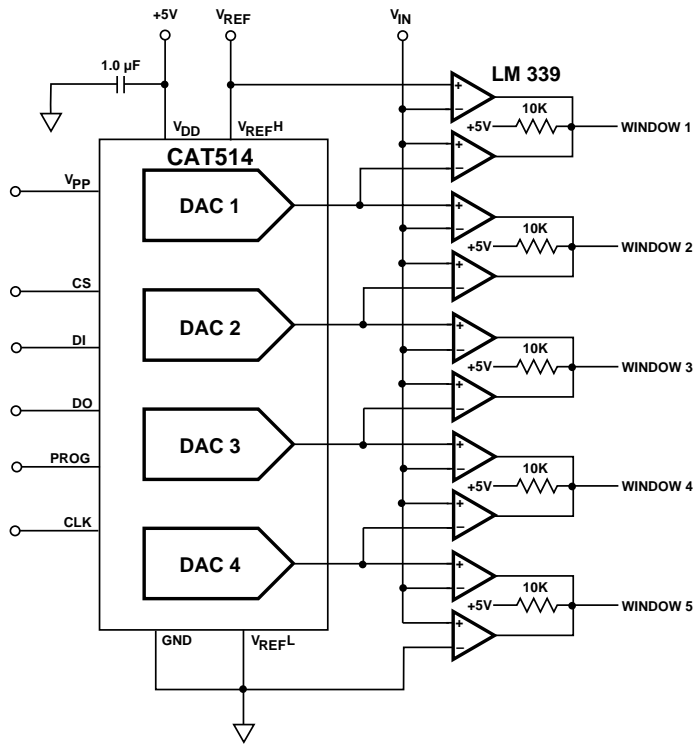 +5V
VREF
VIN
1.0 µF
LM 339
VDD
VREFH
CAT514
+
–
10K
+5V
WINDOW 1
+
–
VPP
DAC 1
+
–
10K
+5V
WINDOW 2
+
–
CS
DAC 2
DI
+
–
10K
+5V
WINDOW 3
+
–
DO
DAC 3
PROG
+
–
10K
+5V
WINDOW 4
+
–
CLK
DAC 4
+
–
10K
+5V
WINDOW 5
+
–
GND
VREFL